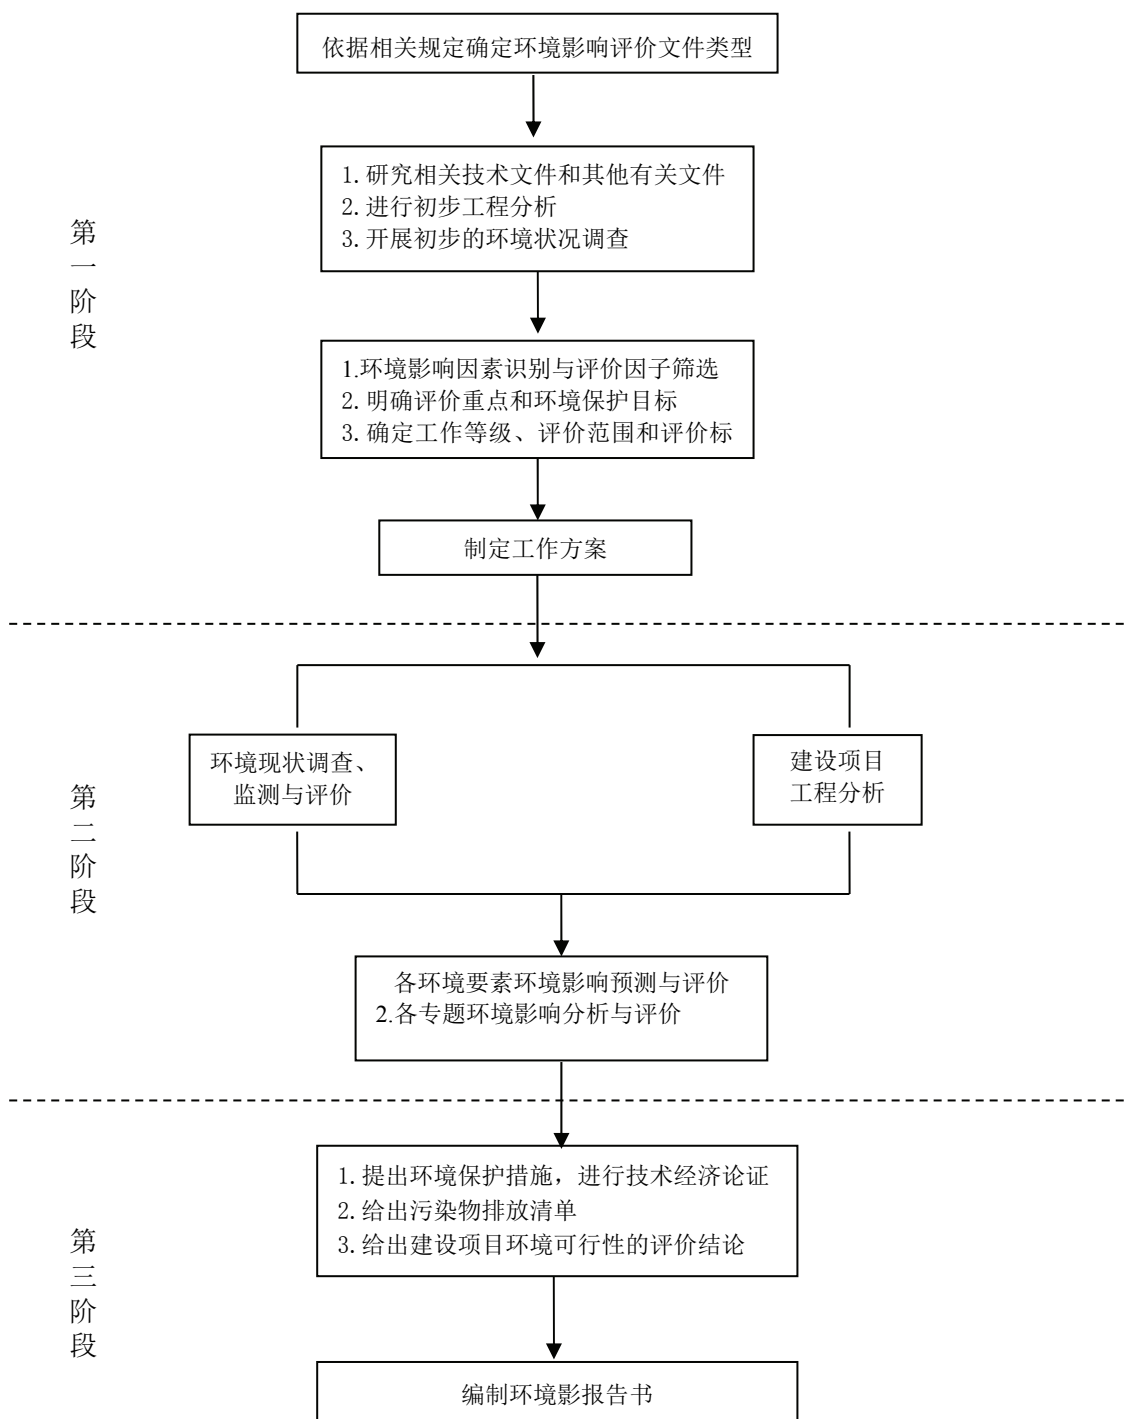 依据相关规定确定环境影响评价文件类型
1.研究相关技术文件和其他有关文件
2.进行初步工程分析
3.开展初步的环境状况调查
第一阶段
1.环境影响因素识别与评价因子筛选
2.明确评价重点和环境保护目标
3.确定工作等级、评价范围和评价标
制定工作方案
环境现状调查、
监测与评价
建设项目
工程分析
第二阶段
各环境要素环境影响预测与评价
2.各专题环境影响分析与评价
1.提出环境保护措施，进行技术经济论证
2.给出污染物排放清单
3.给出建设项目环境可行性的评价结论
第三阶段
编制环境影报告书